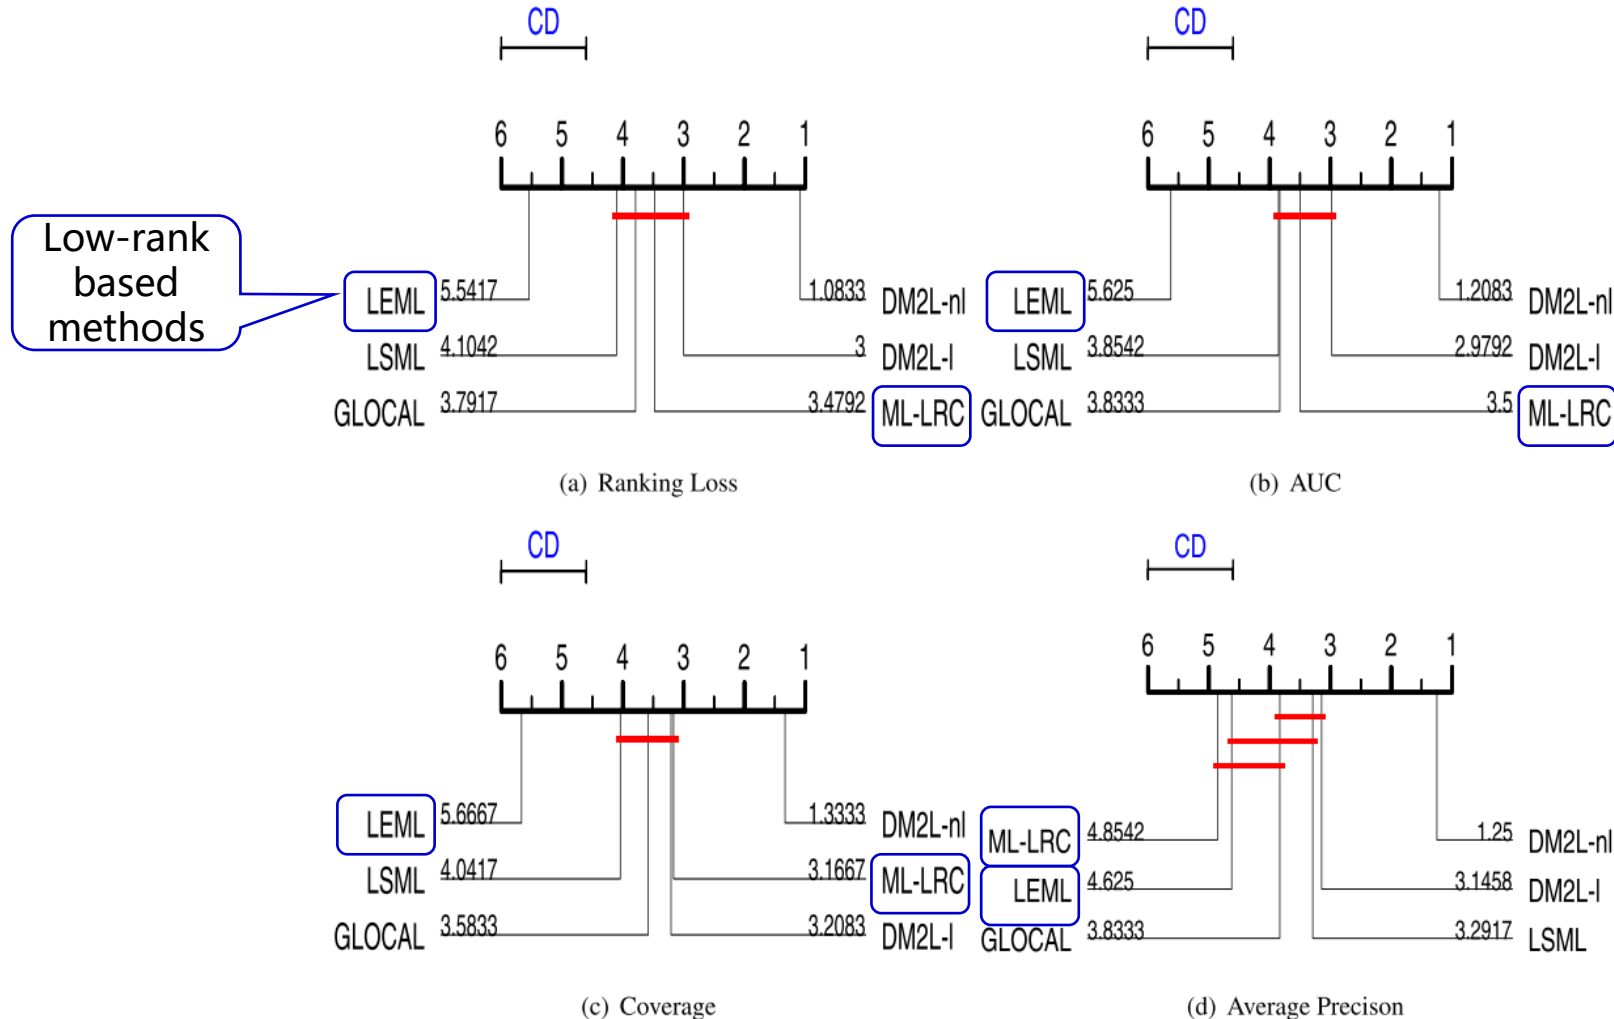 CD
6 5 4 3 2 1
Low-rank
based
methods
LEML 5.5417
LSML 4.1042
GLOCAL 3.7917
1.0833 DM2L-nl
3 DM2L-l
3.4792 ML-LRC
(a) Ranking Loss
CD
6 5 4 3 2 1
LEML 5.625
LSML 3.8542
GLOCAL 3.8333
1.2083 DM2L-nl
2.9792 DM2L-l
3.5 ML-LRC
(b) AUC
CD
6 5 4 3 2 1
LEML 5.6667
LSML 4.0417
GLOCAL 3.5833
1.3333 DM2L-nl
3.1667 ML-LRC
3.2083 DM2L-l
(c) Coverage
CD
6 5 4 3 2 1
ML-LRC 4.8542
LEML 4.625
GLOCAL 3.8333
1.25 DM2L-nl
3.1458 DM2L-l
3.2917 LSML
(d) Average Precison